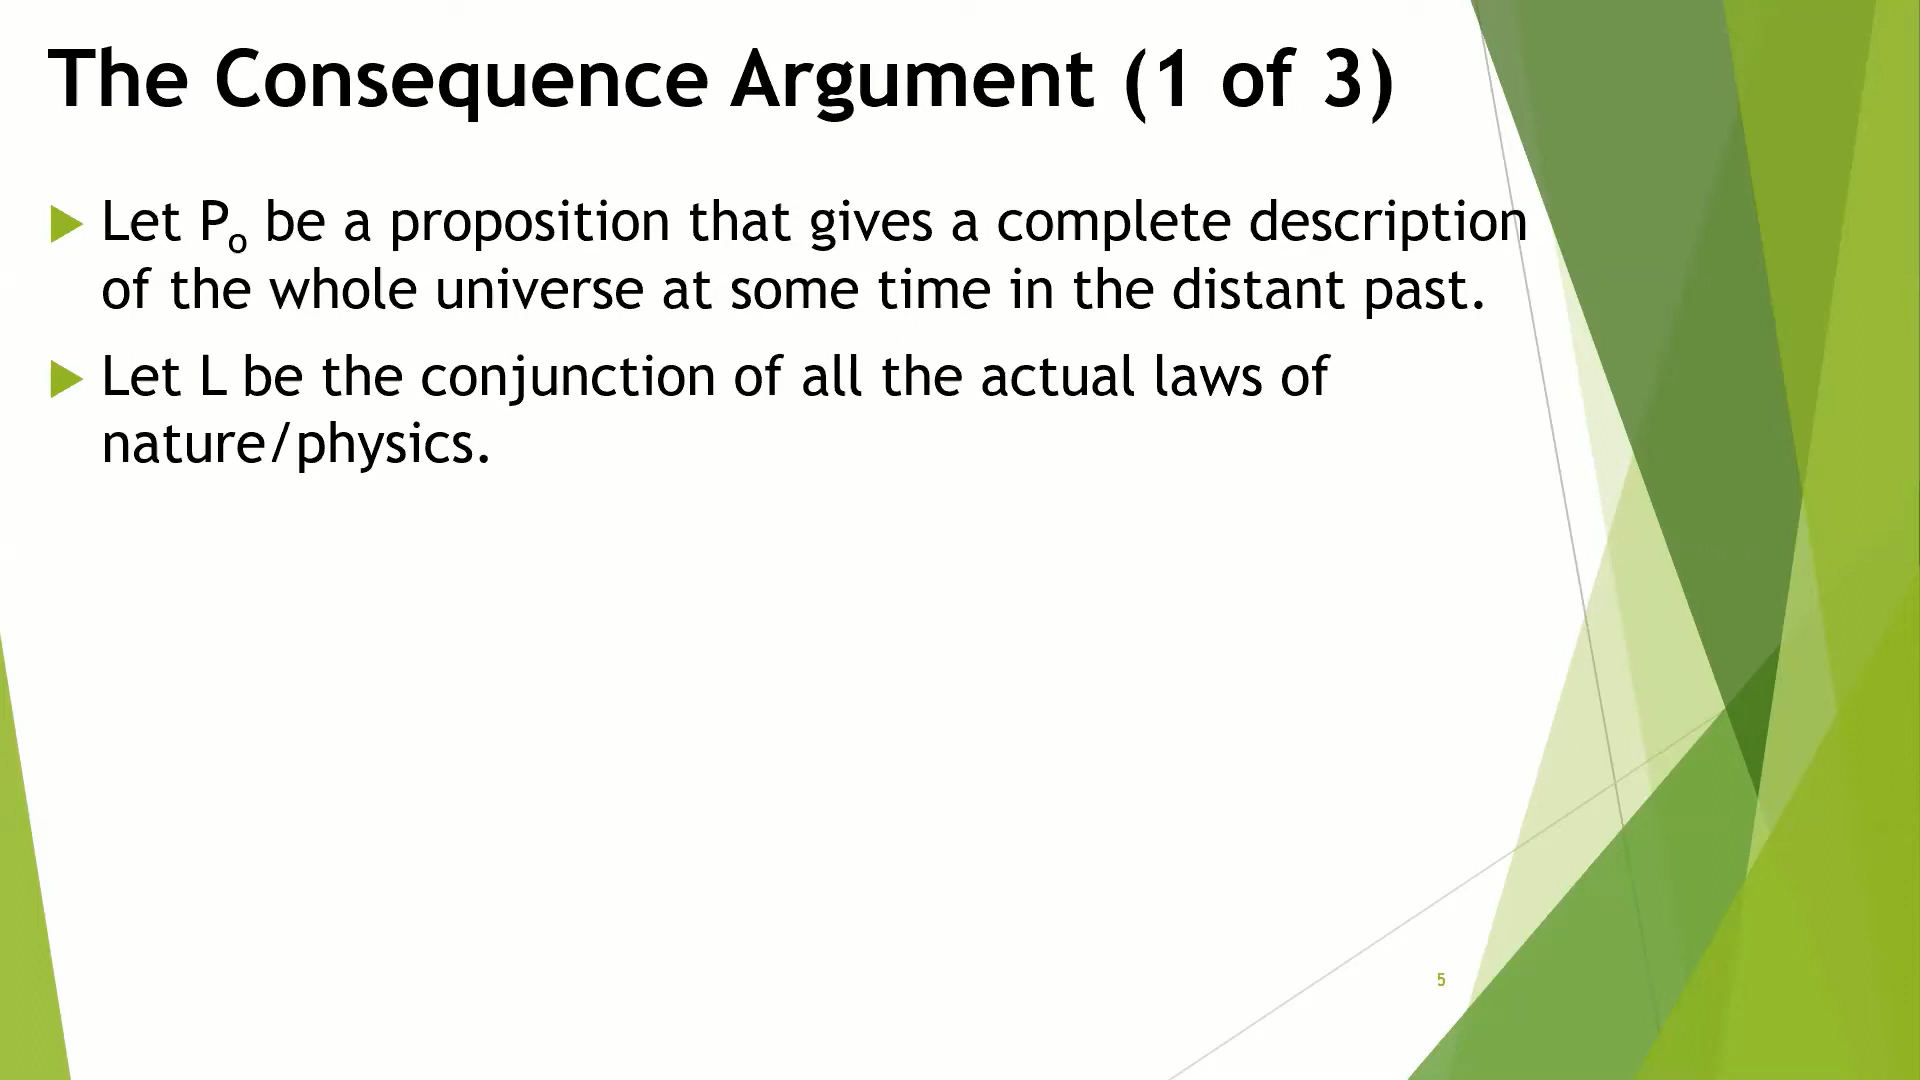 The Consequence Argument (1 of 3)
Let Pₒ be a proposition that gives a complete description
of the whole universe at some time in the distant past.
Let L be the conjunction of all the actual laws of
nature/physics.
5